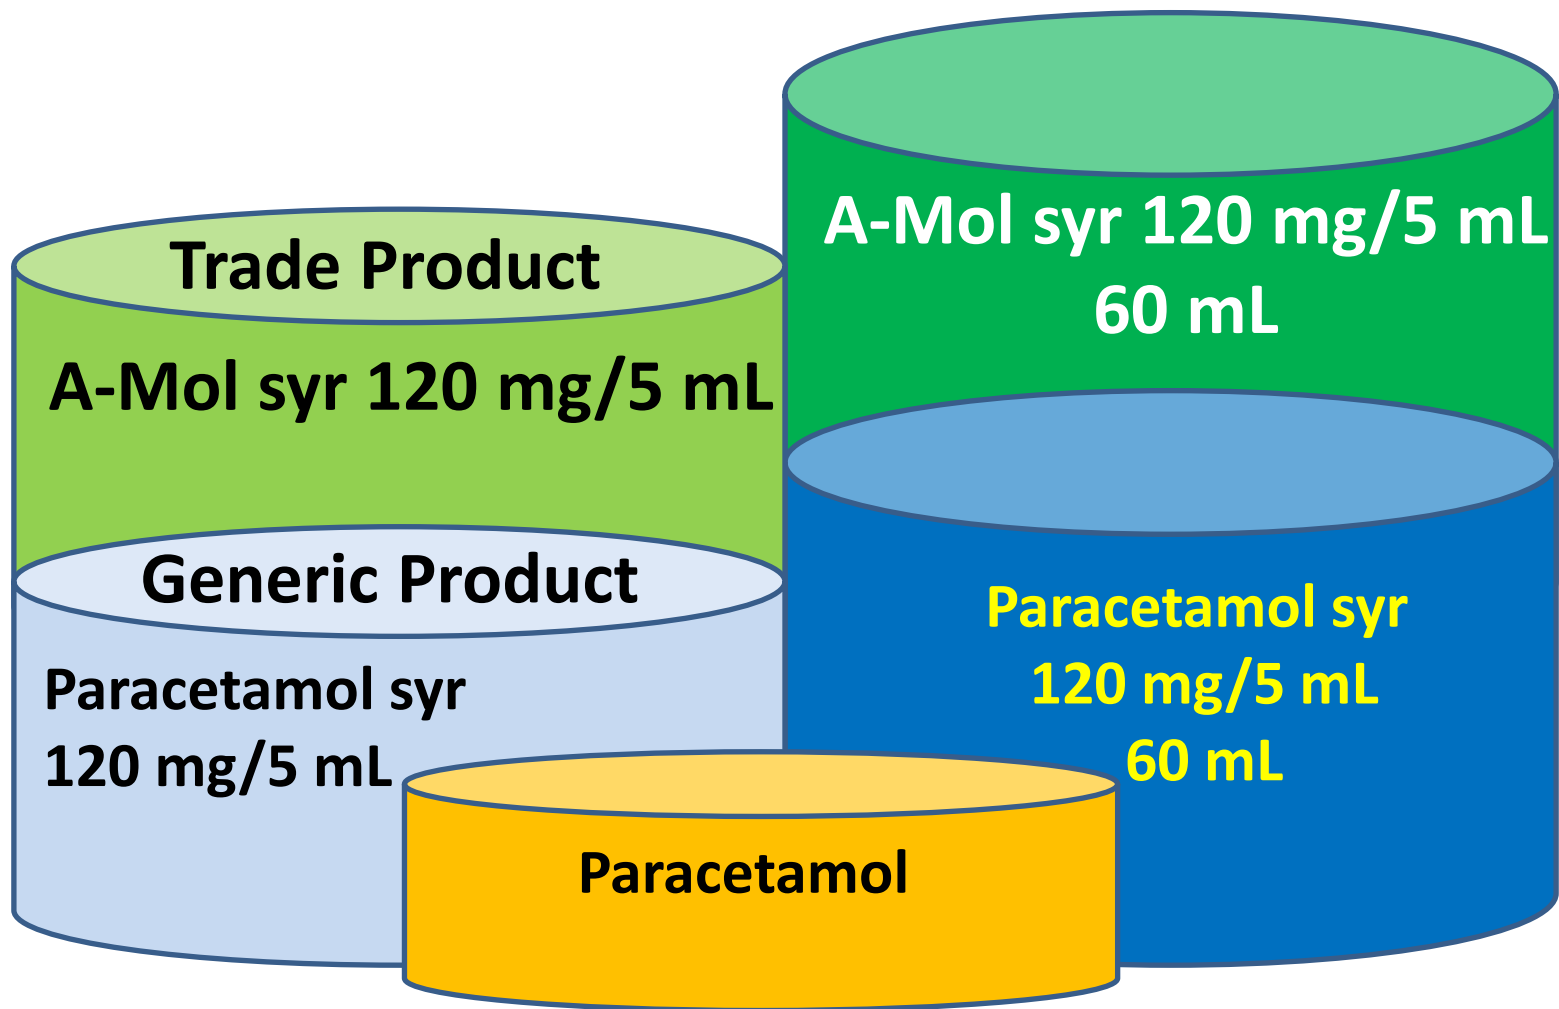 Trade Product
A-Mol syr 120 mg/5 mL
Generic Product
Paracetamol syr
120 mg/5 mL
A-Mol syr 120 mg/5 mL
60 mL
Paracetamol syr
120 mg/5 mL
60 mL
Paracetamol